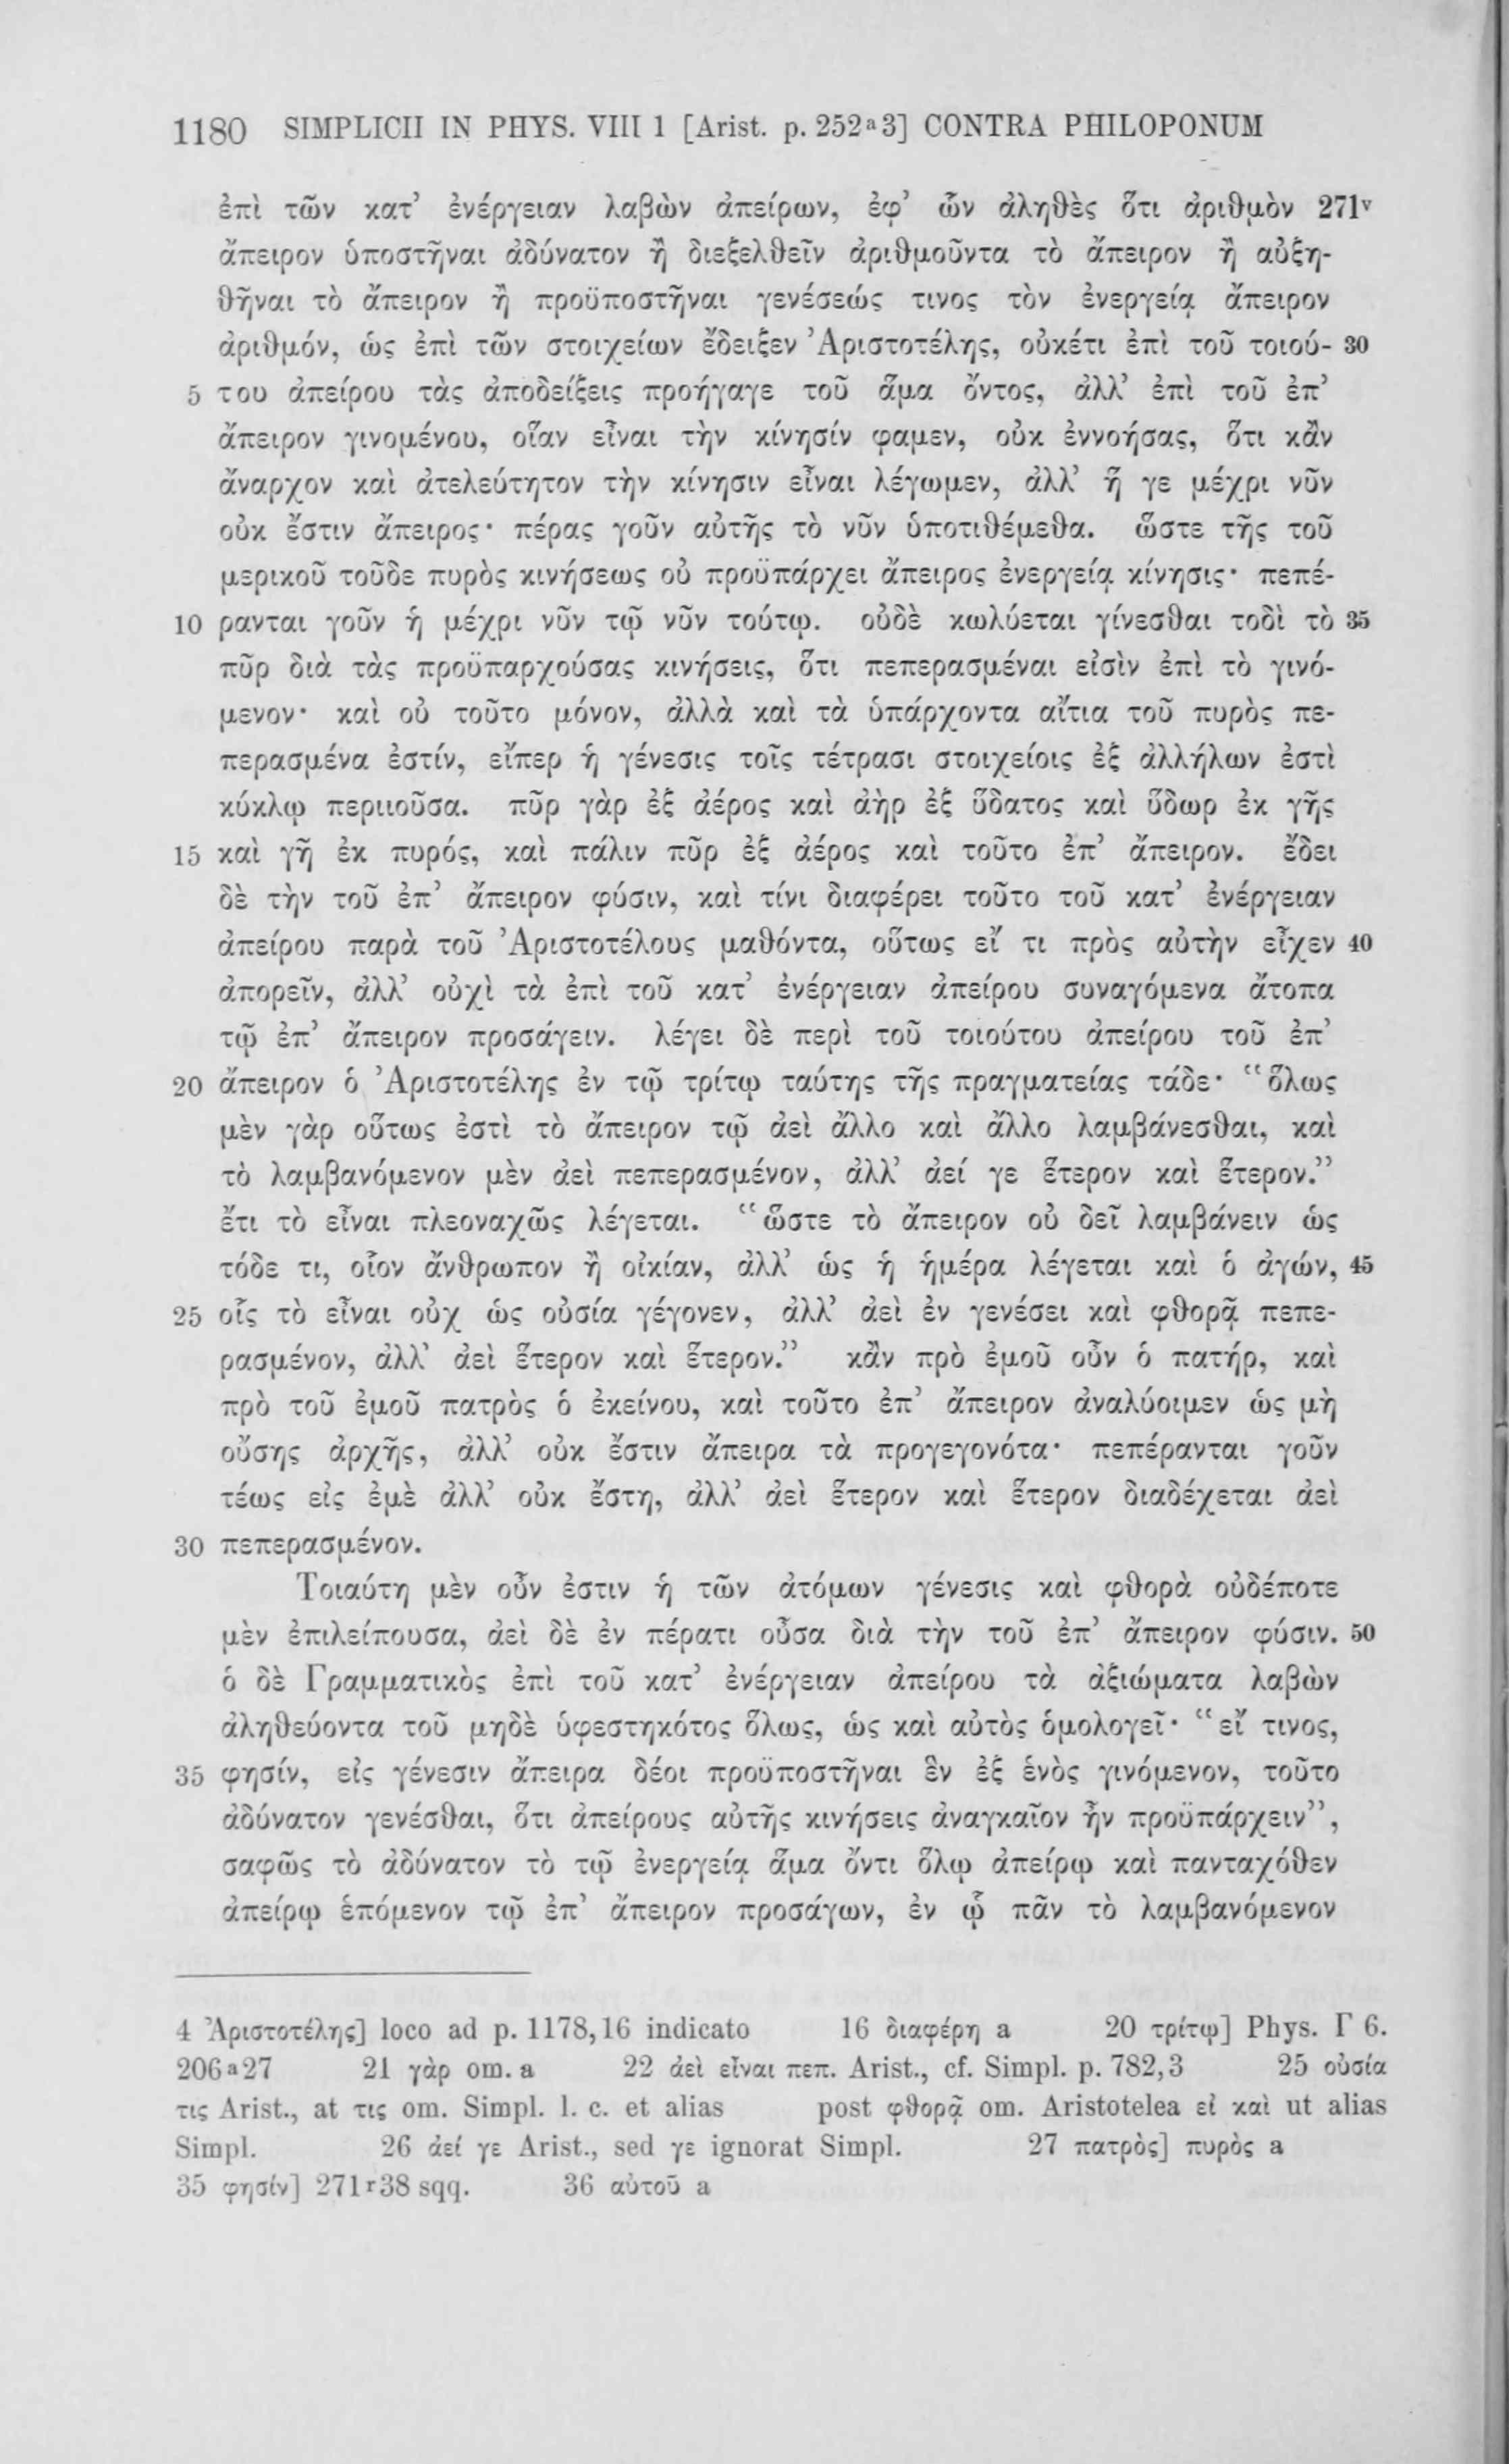 1180 SIMPLICII IN PHYS. VIII 1 [Arist. p. 252ᵃ3] CONTRA PHILOPONUM
ἐπὶ τῶν κατ’ ἐνέργειαν λαβὼν ἀπείρων, ἐφ’ ὧν ἀληθὲς ὅτι ἀριθμὸν 271ᵛ
ἄπειρον ὑποστῆναι ἀδύνατον ἢ διεξελθεῖν ἀριθμοῦντα τὸ ἄπειρον ἢ αὐξη-
θῆναι τὸ ἄπειρον ἢ προϋποστῆναι γενέσεώς τινος τὸν ἐνεργείᾳ ἄπειρον
ἀριθμόν, ὡς ἐπὶ τῶν στοιχείων ἔδειξεν Ἀριστοτέλης, οὐκέτι ἐπὶ τοῦ τοιού- 30
5 του ἀπείρου τὰς ἀποδείξεις προήγαγε τοῦ ἅμα ὄντος, ἀλλ’ ἐπὶ τοῦ ἐπ’
ἄπειρον γινομένου, οἵαν εἶναι τὴν κίνησίν φαμεν, οὐκ ἐννοήσας, ὅτι κἂν
ἄναρχον καὶ ἀτελεύτητον τὴν κίνησιν εἶναι λέγωμεν, ἀλλ’ ἥ γε μέχρι νῦν
οὐκ ἔστιν ἄπειρος· πέρας γοῦν αὐτῆς τὸ νῦν ὑποτιθέμεθα. ὥστε τῆς τοῦ
μερικοῦ τοῦδε πυρὸς κινήσεως οὐ προϋπάρχει ἄπειρος ἐνεργείᾳ κίνησις· πεπέ-
10 ρανται γοῦν ἡ μέχρι νῦν τῷ νῦν τούτῳ. οὐδὲ κωλύεται γίνεσθαι τοδὶ τὸ 35
πῦρ διὰ τὰς προϋπαρχούσας κινήσεις, ὅτι πεπερασμέναι εἰσὶν ἐπὶ τὸ γινό-
μενον· καὶ οὐ τοῦτο μόνον, ἀλλὰ καὶ τὰ ὑπάρχοντα αἴτια τοῦ πυρὸς πε-
περασμένα ἐστίν, εἴπερ ἡ γένεσις τοῖς τέτρασι στοιχείοις ἐξ ἀλλήλων ἐστὶ
κύκλῳ περιιοῦσα. πῦρ γὰρ ἐξ ἀέρος καὶ ἀὴρ ἐξ ὕδατος καὶ ὕδωρ ἐκ γῆς
15 καὶ γῆ ἐκ πυρός, καὶ πάλιν πῦρ ἐξ ἀέρος καὶ τοῦτο ἐπ’ ἄπειρον. ἔδει
δὲ τὴν τοῦ ἐπ’ ἄπειρον φύσιν, καὶ τίνι διαφέρει τοῦτο τοῦ κατ’ ἐνέργειαν
ἀπείρου παρὰ τοῦ Ἀριστοτέλους μαθόντα, οὕτως εἴ τι πρὸς αὐτὴν εἶχεν 40
ἀπορεῖν, ἀλλ’ οὐχὶ τὰ ἐπὶ τοῦ κατ’ ἐνέργειαν ἀπείρου συναγόμενα ἄτοπα
τῷ ἐπ’ ἄπειρον προσάγειν. λέγει δὲ περὶ τοῦ τοιούτου ἀπείρου τοῦ ἐπ’
20 ἄπειρον ὁ Ἀριστοτέλης ἐν τῷ τρίτῳ ταύτης τῆς πραγματείας τάδε· “ὅλως
μὲν γὰρ οὕτως ἐστὶ τὸ ἄπειρον τῷ ἀεὶ ἄλλο καὶ ἄλλο λαμβάνεσθαι, καὶ
τὸ λαμβανόμενον μὲν ἀεὶ πεπερασμένον, ἀλλ’ ἀεί γε ἕτερον καὶ ἕτερον.”
ἔτι τὸ εἶναι πλεοναχῶς λέγεται. “ὥστε τὸ ἄπειρον οὐ δεῖ λαμβάνειν ὡς
τόδε τι, οἷον ἄνθρωπον ἢ οἰκίαν, ἀλλ’ ὡς ἡ ἡμέρα λέγεται καὶ ὁ ἀγών, 45
25 οἷς τὸ εἶναι οὐχ ὡς οὐσία γέγονεν, ἀλλ’ ἀεὶ ἐν γενέσει καὶ φθορᾷ πεπε-
ρασμένον, ἀλλ’ ἀεὶ ἕτερον καὶ ἕτερον.” κἂν πρὸ ἐμοῦ οὖν ὁ πατήρ, καὶ
πρὸ τοῦ ἐμοῦ πατρὸς ὁ ἐκείνου, καὶ τοῦτο ἐπ’ ἄπειρον ἀναλύοιμεν ὡς μὴ
οὔσης ἀρχῆς, ἀλλ’ οὐκ ἔστιν ἄπειρα τὰ προγεγονότα· πεπέρανται γοῦν
τέως εἰς ἐμὲ ἀλλ’ οὐκ ἔστη, ἀλλ’ ἀεὶ ἕτερον καὶ ἕτερον διαδέχεται ἀεὶ
30 πεπερασμένον.
Τοιαύτη μὲν οὖν ἐστιν ἡ τῶν ἀτόμων γένεσις καὶ φθορὰ οὐδέποτε
μὲν ἐπιλείπουσα, ἀεὶ δὲ ἐν πέρατι οὖσα διὰ τὴν τοῦ ἐπ’ ἄπειρον φύσιν. 50
ὁ δὲ Γραμματικὸς ἐπὶ τοῦ κατ’ ἐνέργειαν ἀπείρου τὰ ἀξιώματα λαβὼν
ἀληθεύοντα τοῦ μηδὲ ὑφεστηκότος ὅλως, ὡς καὶ αὐτὸς ὁμολογεῖ· “εἴ τινος,
35 φησίν, εἰς γένεσιν ἄπειρα δέοι προϋποστῆναι ἓν ἐξ ἑνὸς γινόμενον, τοῦτο
ἀδύνατον γενέσθαι, ὅτι ἀπείρους αὐτῆς κινήσεις ἀναγκαῖον ἦν προϋπάρχειν”,
σαφῶς τὸ ἀδύνατον τὸ τῷ ἐνεργείᾳ ἅμα ὄντι ὅλῳ ἀπείρῳ καὶ πανταχόθεν
ἀπείρῳ ἑπόμενον τῷ ἐπ’ ἄπειρον προσάγων, ἐν ᾧ πᾶν τὸ λαμβανόμενον
4 Ἀριστοτέλης] loco ad p. 1178,16 indicato 16 διαφέρῃ a 20 τρίτῳ] Phys. Γ 6.
206ᵃ27 21 γὰρ om. a 22 ἀεὶ εἶναι πεπ. Arist., cf. Simpl. p. 782,3 25 οὐσία
τις Arist., at τις om. Simpl. l. c. et alias post φθορᾷ om. Aristotelea εἰ καὶ ut alias
Simpl. 26 ἀεί γε Arist., sed γε ignorat Simpl. 27 πατρὸς] πυρὸς a
35 φησίν] 271ʳ38 sqq. 36 αὐτοῦ a